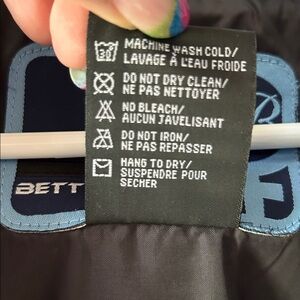 MACHINE WASH COLD/
LAVAGE À L'EAU FROIDE
DO NOT DRY CLEAN/
NE PAS NETTOYER
NO BLEACH/
AUCUN JAVELISANT
DO NOT IRON/
NE PAS REPASSER
HANG TO DRY/
SUSPENDRE POUR
SECHER
BETT